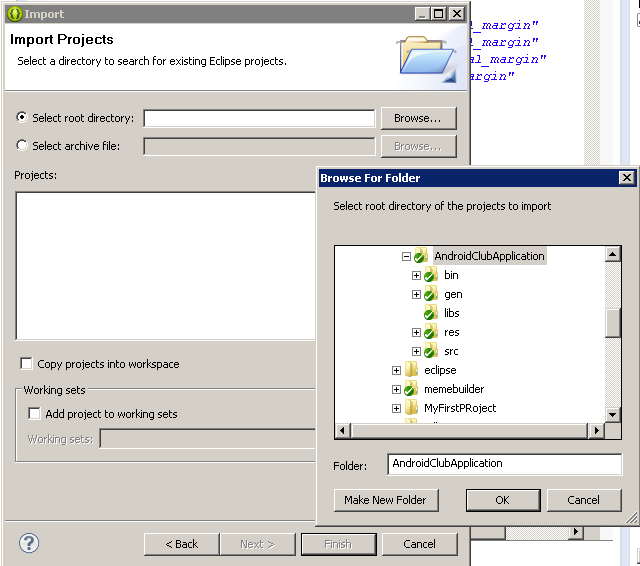 Import
Import Projects
Select a directory to search for existing Eclipse projects.
Select root directory:
Browse...
Select archive file:
Browse...
Projects:
Copy projects into workspace
Working sets
Add project to working sets
Working sets:
< Back
Next >
Finish
Cancel
_margin"
_margin"
al_margin"
margin"
Browse For Folder
Select root directory of the projects to import
AndroidClubApplication
bin
gen
libs
res
src
eclipse
memebuilder
MyFirstPRoject
Folder:
AndroidClubApplication
Make New Folder
OK
Cancel